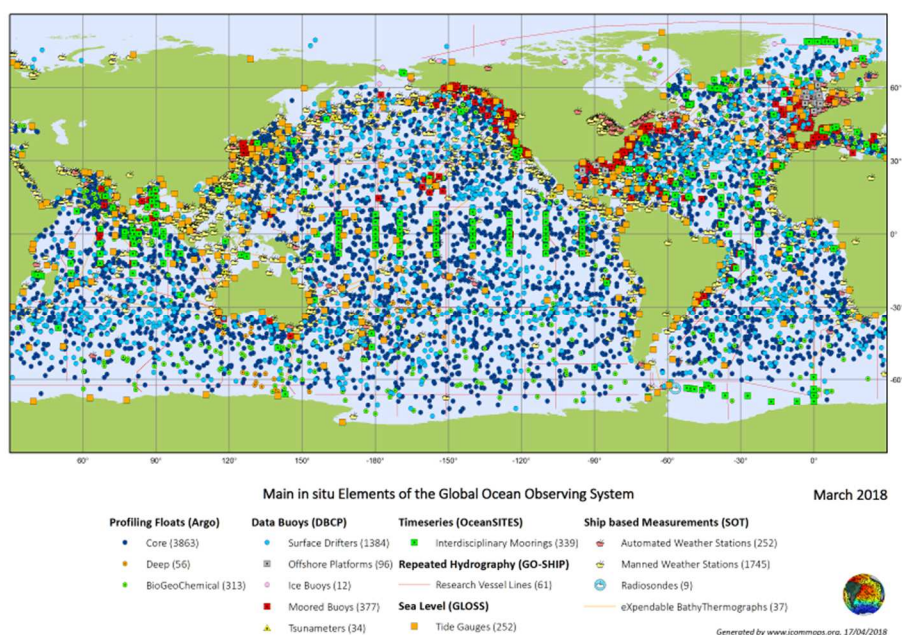 60°
30°
0°
-30°
-60°
60° 90° 120° 150° -180° -150° -120° -90° -60° -30° 0°
Main in situ Elements of the Global Ocean Observing System March 2018
Profiling Floats (Argo) Data Buoys (DBCP) Timeseries (OceanSITES) Ship based Measurements (SOT)
Core (3863) Surface Drifters (1384) Interdisciplinary Moorings (339) Automated Weather Stations (252)
Deep (56) Offshore Platforms (96) Repeated Hydrography (GO-SHIP) Manned Weather Stations (1745)
BioGeoChemical (313) Ice Buoys (12) Research Vessel Lines (61) Radiosondes (9)
Moored Buoys (377) Sea Level (GLOSS) eXpendable BathyThermographs (37)
Tsunameters (34) Tide Gauges (252)
Generated by www.jcommops.org, 17/04/2018